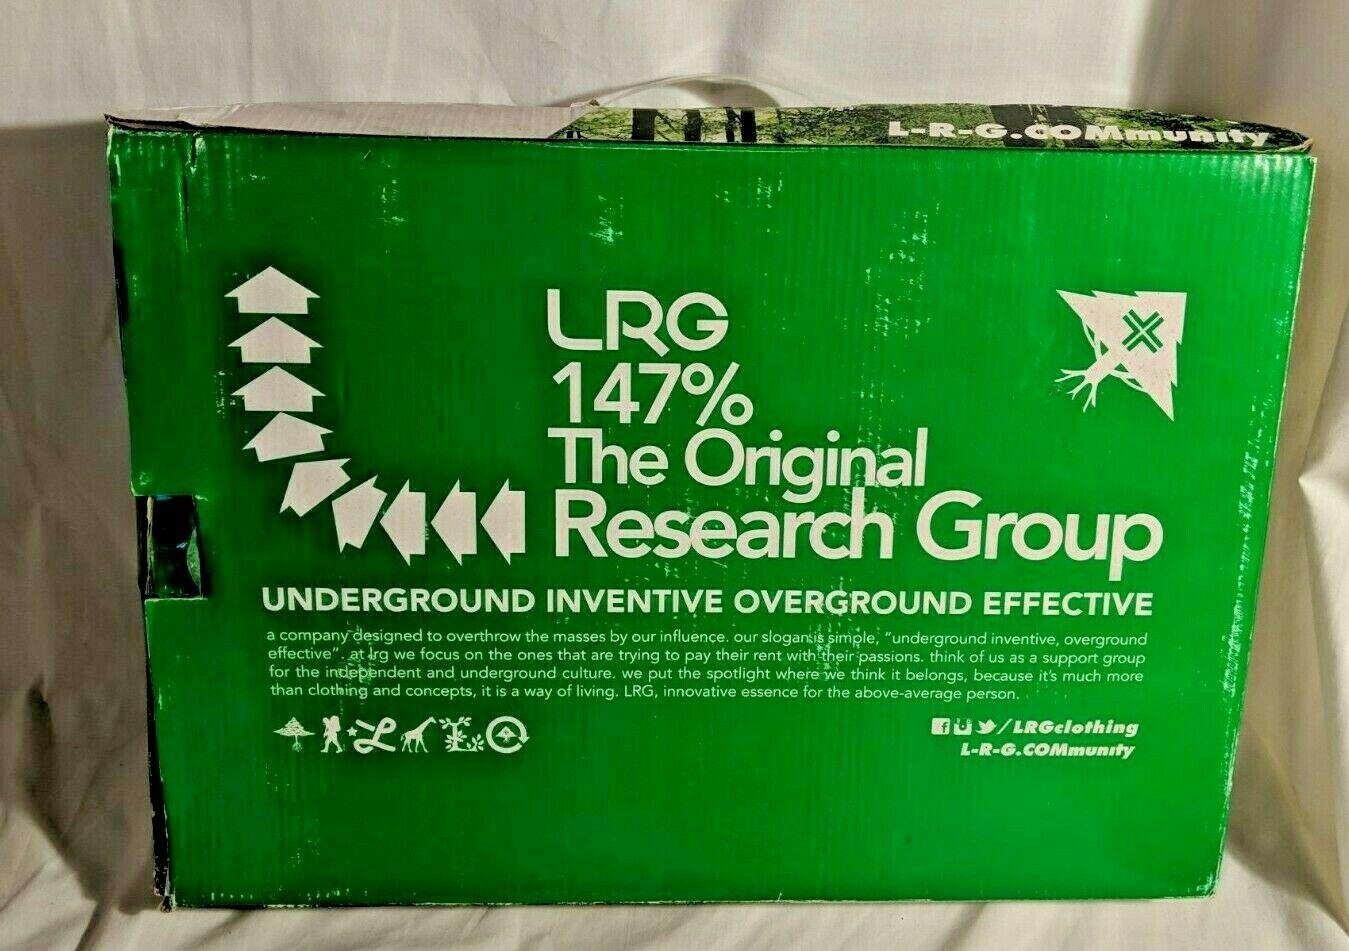 L-R-G.COMmunity
LRG
147%
The Original
Research Group
UNDERGROUND INVENTIVE OVERGROUND EFFECTIVE
a company designed to overthrow the masses by our influence. our slogan is simple, "underground inventive, overground
effective". at lrg we focus on the ones that are trying to pay their rent with their passions. think of us as a support group
for the independent and underground culture. we put the spotlight where we think it belongs, because it's much more
than clothing and concepts, it is a way of living. LRG, innovative essence for the above-average person.
/LRGclothing
L-R-G.COMmunity